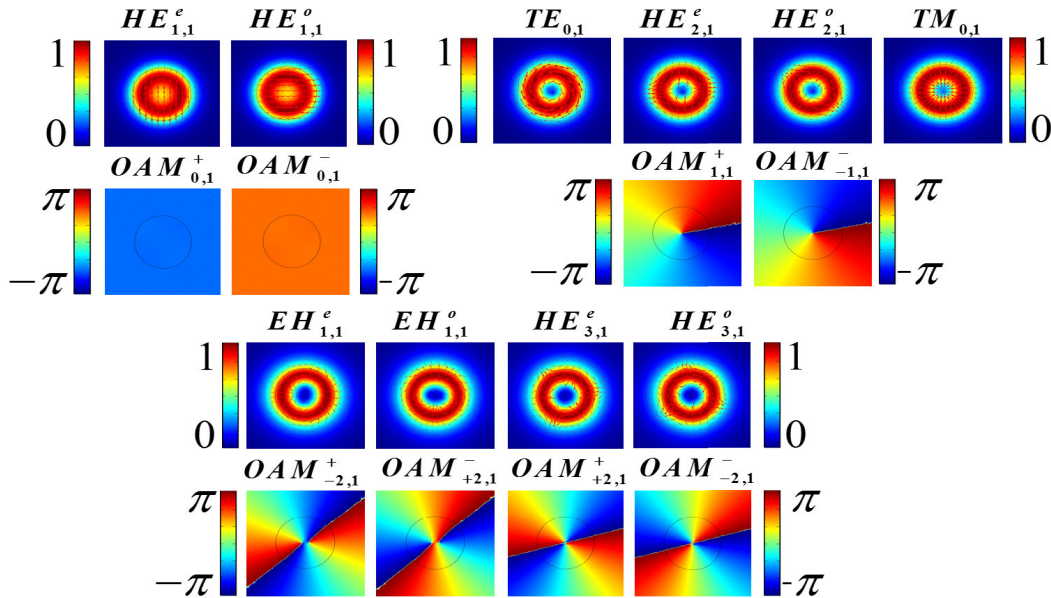 HE^e_{1,1} HE^o_{1,1} TE_{0,1} HE^e_{2,1} HE^o_{2,1} TM_{0,1}
1 1 1 1
0 0 0 0
OAM^+_{0,1} OAM^-_{0,1} OAM^+_{1,1} OAM^-_{-1,1}
π π π π
-π -π -π -π
EH^e_{1,1} EH^o_{1,1} HE^e_{3,1} HE^o_{3,1}
1 1
0 0
OAM^+_{-2,1} OAM^-_{+2,1} OAM^+_{+2,1} OAM^-_{-2,1}
π π
-π -π